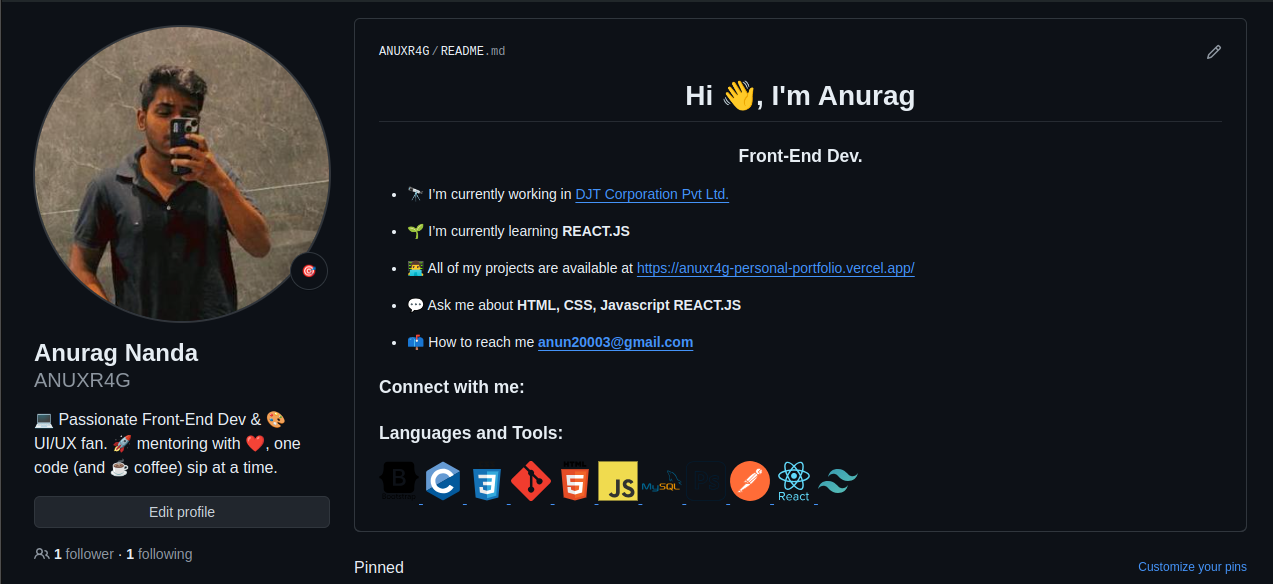 Anurag Nanda
ANUXR4G
💻 Passionate Front-End Dev & 🎨
UI/UX fan. 🚀 mentoring with ❤️, one
code (and ☕ coffee) sip at a time.
Edit profile
1 follower · 1 following
ANUXR4G / README.md
Hi 👋, I'm Anurag
Front-End Dev.
• 🔭 I'm currently working in DJT Corporation Pvt Ltd.
• 🌱 I'm currently learning REACT.JS
• 👨‍💻 All of my projects are available at https://anuxr4g-personal-portfolio.vercel.app/
• 💬 Ask me about HTML, CSS, Javascript REACT.JS
• 📫 How to reach me anun20003@gmail.com
Connect with me:
Languages and Tools:
B C 3 HTML 5 JS MySQL React
Pinned
Customize your pins